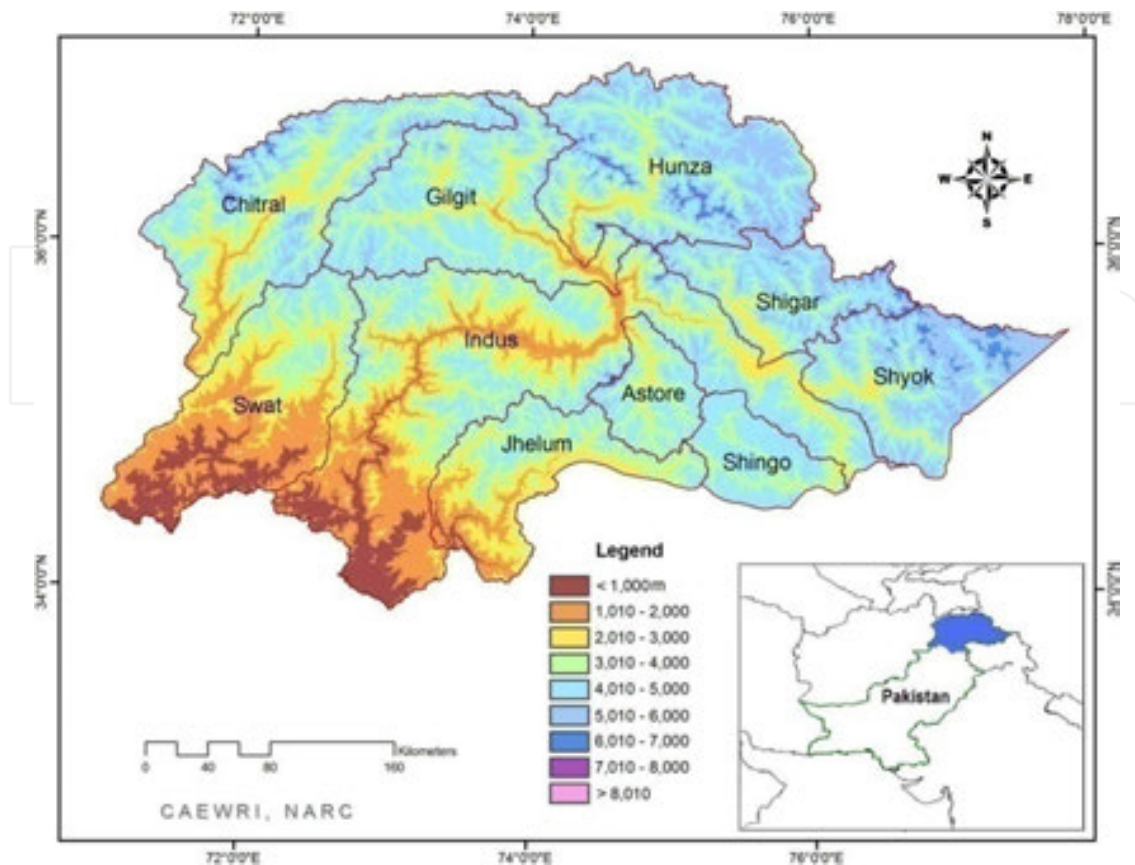 72°0'0"E
74°0'0"E
76°0'0"E
78°0'0"E
N
W
E
S
Hunza
Gilgit
Chitral
36°0'0"N
36°0'0"N
Shigar
Indus
Shyok
Astore
Swat
Jhelum
Shingo
Legend
< 1,000m
1,010 - 2,000
2,010 - 3,000
3,010 - 4,000
4,010 - 5,000
5,010 - 6,000
6,010 - 7,000
7,010 - 8,000
> 8,010
34°0'0"N
34°0'0"N
Pakistan
Kilometers
0 40 80 160
CAEWRI, NARC
72°0'0"E
74°0'0"E
76°0'0"E